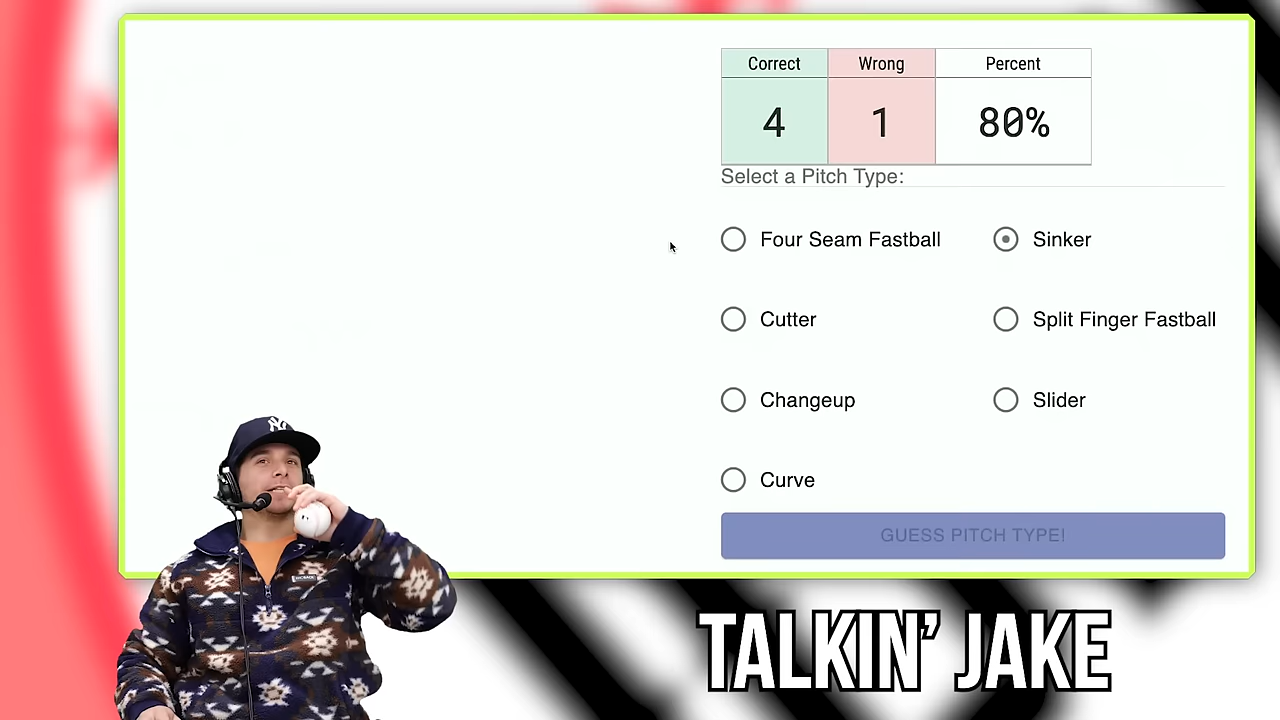 Correct Wrong Percent
4 1 80%
Select a Pitch Type:
Four Seam Fastball Sinker
Cutter Split Finger Fastball
Changeup Slider
Curve
GUESS PITCH TYPE!
NY
TALKIN' JAKE